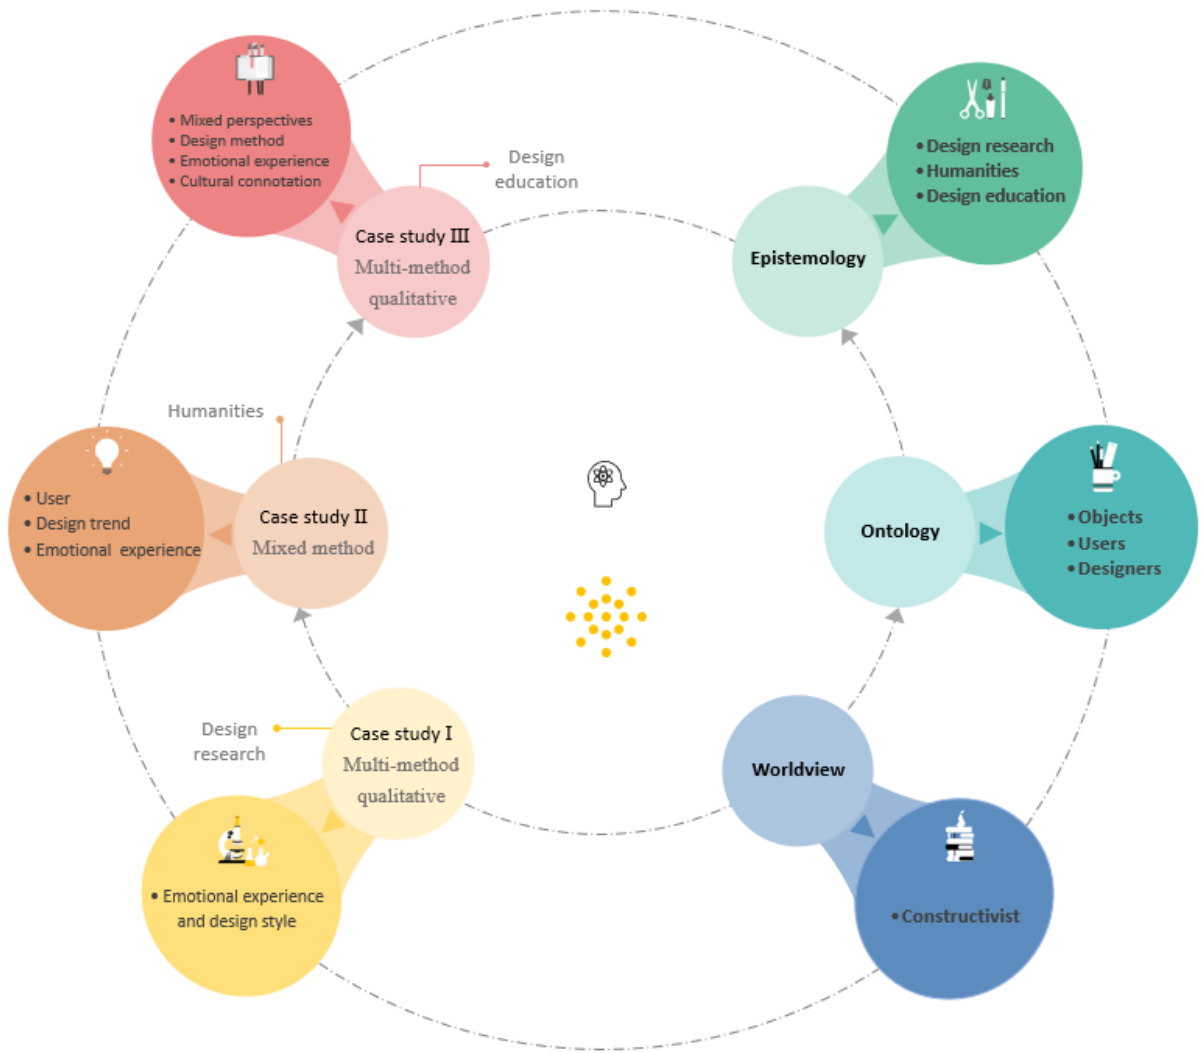 • Mixed perspectives
• Design method
• Emotional experience
• Cultural connotation
Design
education
Case study III
Multi-method
qualitative
• Design research
• Humanities
• Design education
Epistemology
Humanities
• User
• Design trend
• Emotional experience
Case study II
Mixed method
Ontology
• Objects
• Users
• Designers
Design
research
Case study I
Multi-method
qualitative
• Emotional experience
and design style
Worldview
• Constructivist